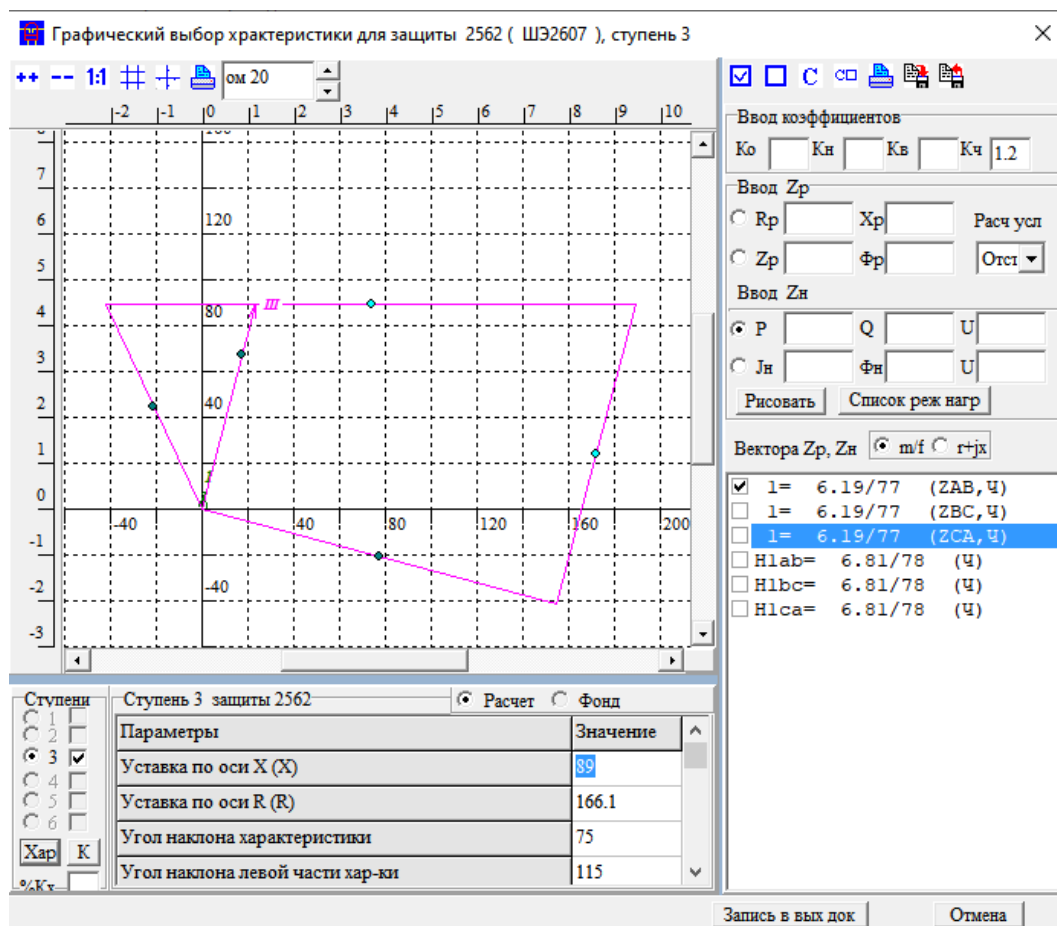 Графический выбор храктеристики для защиты 2562 ( ШЭ2607 ), ступень 3
++ -- 1:1 ом 20
-2 -1 0 1 2 3 4 5 6 7 8 9 10
7
6
5
4
3
2
1
0
-1
-2
-3
120
80
III
40
1
-40 40 80 120 160 200
-40
С
Ввод коэффициентов
Ко Кн Кв Кч 1.2
Ввод Zр
Rр Xр Расч усл
Zр Фр Отст
Ввод Zн
P Q U
Jн Фн U
Рисовать Список реж нагр
Вектора Zр, Zн m/f r+jx
1= 6.19/77 (ZAB,Ч)
1= 6.19/77 (ZBC,Ч)
1= 6.19/77 (ZCA,Ч)
H1ab= 6.81/78 (Ч)
H1bc= 6.81/78 (Ч)
H1ca= 6.81/78 (Ч)
Ступени
1
2
3
4
5
6
Хар К
%Кх
Ступень 3 защиты 2562 Расчет Фонд
Параметры Значение
Уставка по оси X (X) 89
Уставка по оси R (R) 166.1
Угол наклона характеристики 75
Угол наклона левой части хар-ки 115
Запись в вых док Отмена